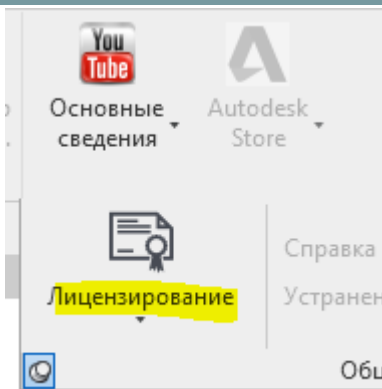 You
Tube
Основные
сведения
Autodesk
Store
Лицензирование
Справка